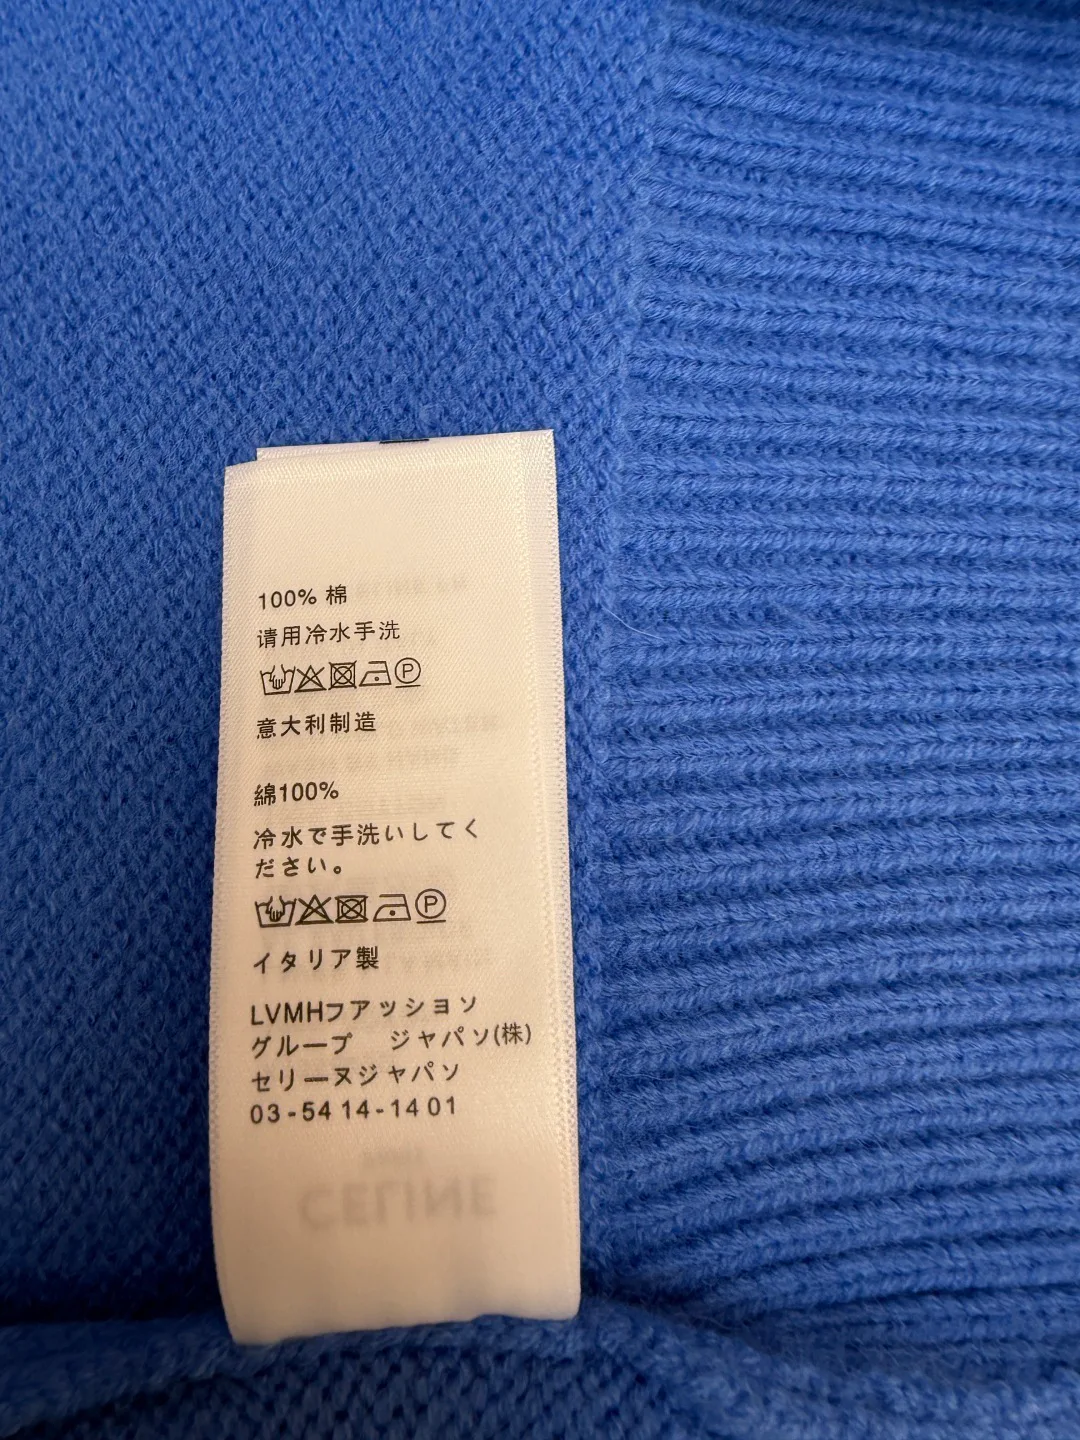 100% 棉
请用冷水手洗
P
意大利制造
綿100%
冷水で手洗いしてく
ださい。
P
イタリア製
LVMHファッション
グループ ジャパン(株)
セリーヌジャパン
03-5414-1401
CELINE